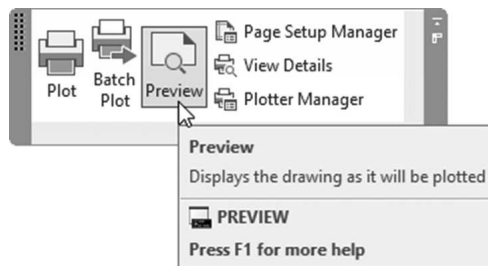 Plot
Batch
Plot
Preview
Page Setup Manager
View Details
Plotter Manager
Preview
Displays the drawing as it will be plotted
PREVIEW
Press F1 for more help